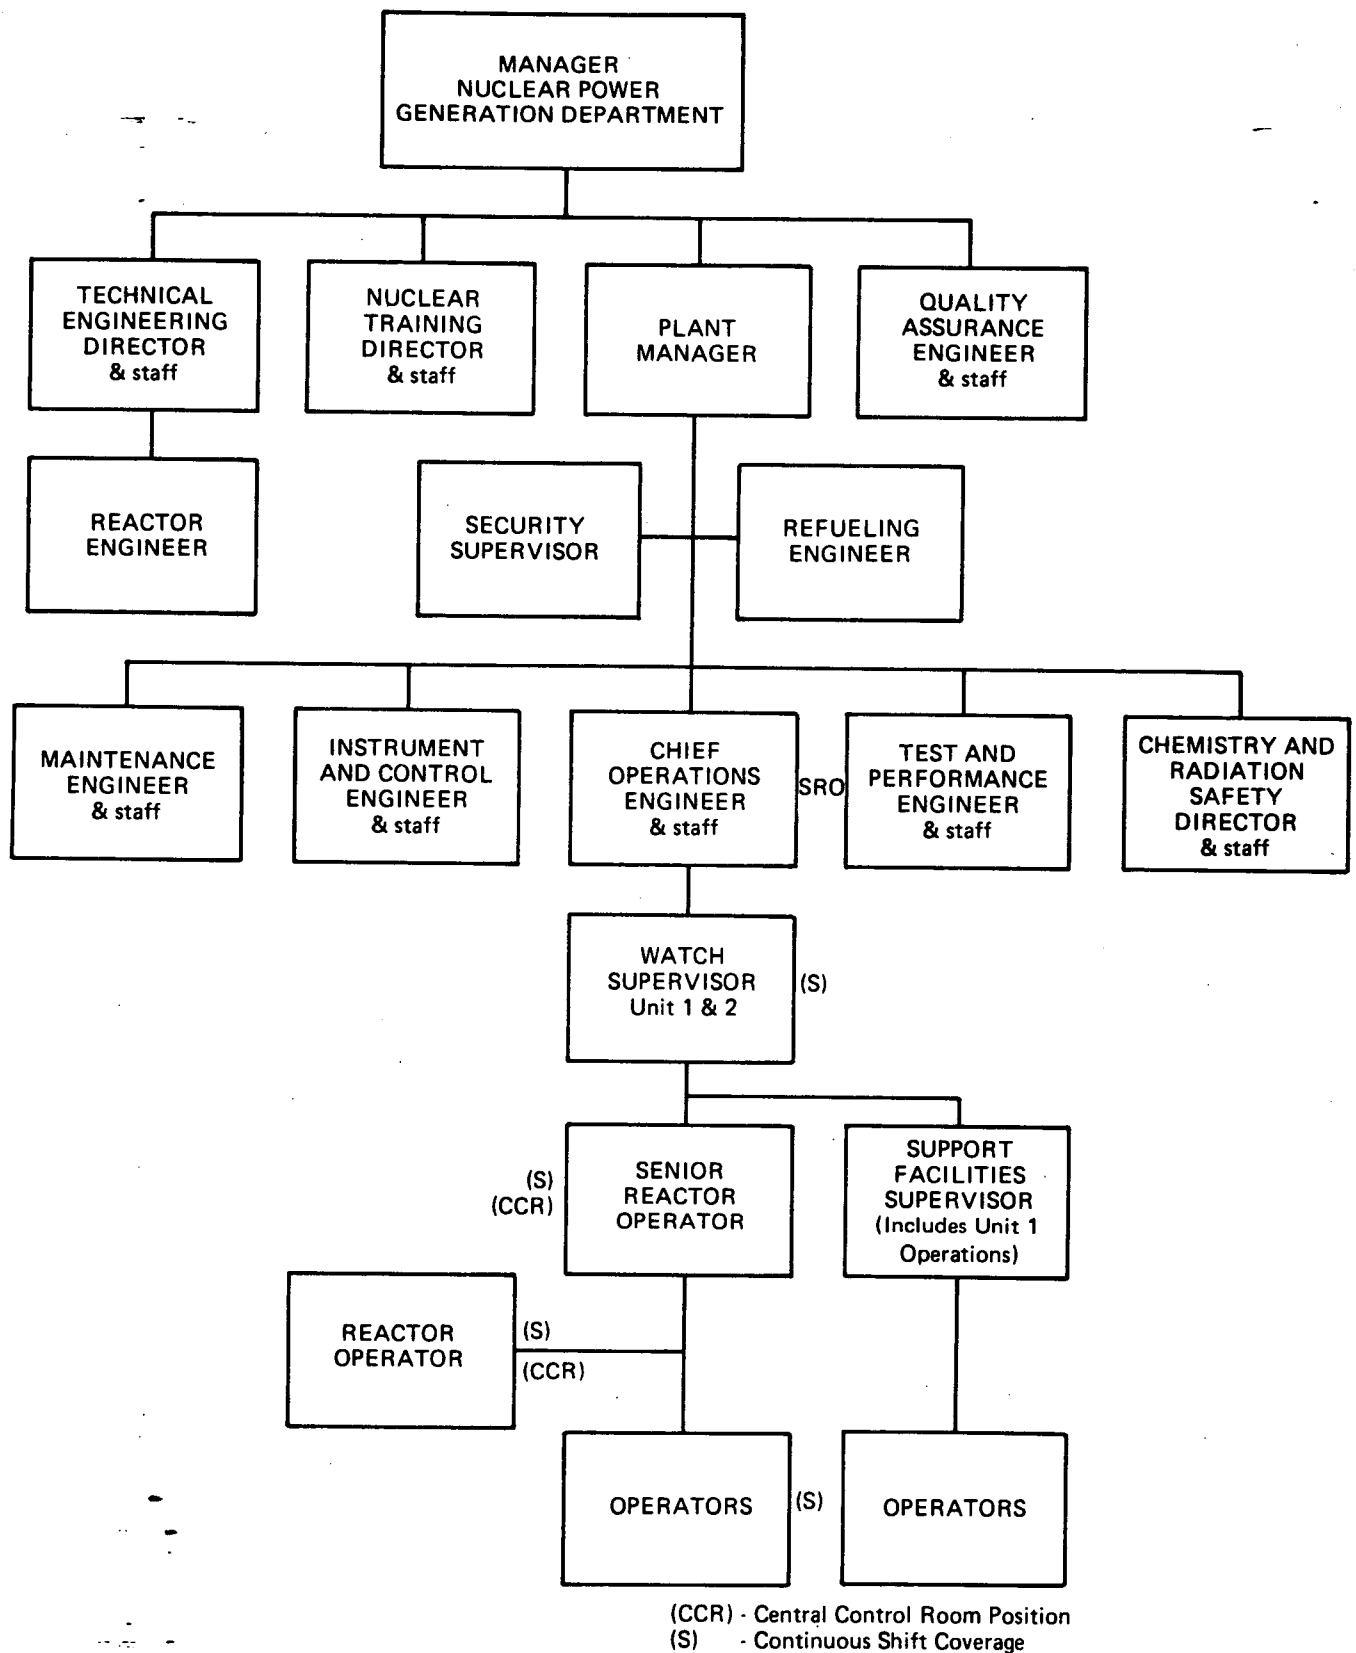 MANAGER
NUCLEAR POWER
GENERATION DEPARTMENT
TECHNICAL
ENGINEERING
DIRECTOR
& staff
NUCLEAR
TRAINING
DIRECTOR
& staff
PLANT
MANAGER
QUALITY
ASSURANCE
ENGINEER
& staff
REACTOR
ENGINEER
SECURITY
SUPERVISOR
REFUELING
ENGINEER
MAINTENANCE
ENGINEER
& staff
INSTRUMENT
AND CONTROL
ENGINEER
& staff
CHIEF
OPERATIONS
ENGINEER
& staff
SRO
TEST AND
PERFORMANCE
ENGINEER
& staff
CHEMISTRY AND
RADIATION
SAFETY
DIRECTOR
& staff
WATCH
SUPERVISOR
Unit 1 & 2
(S)
(S)
(CCR)
SENIOR
REACTOR
OPERATOR
SUPPORT
FACILITIES
SUPERVISOR
(Includes Unit 1
Operations)
REACTOR
OPERATOR
(S)
(CCR)
OPERATORS
(S)
OPERATORS
(CCR) - Central Control Room Position
(S) - Continuous Shift Coverage